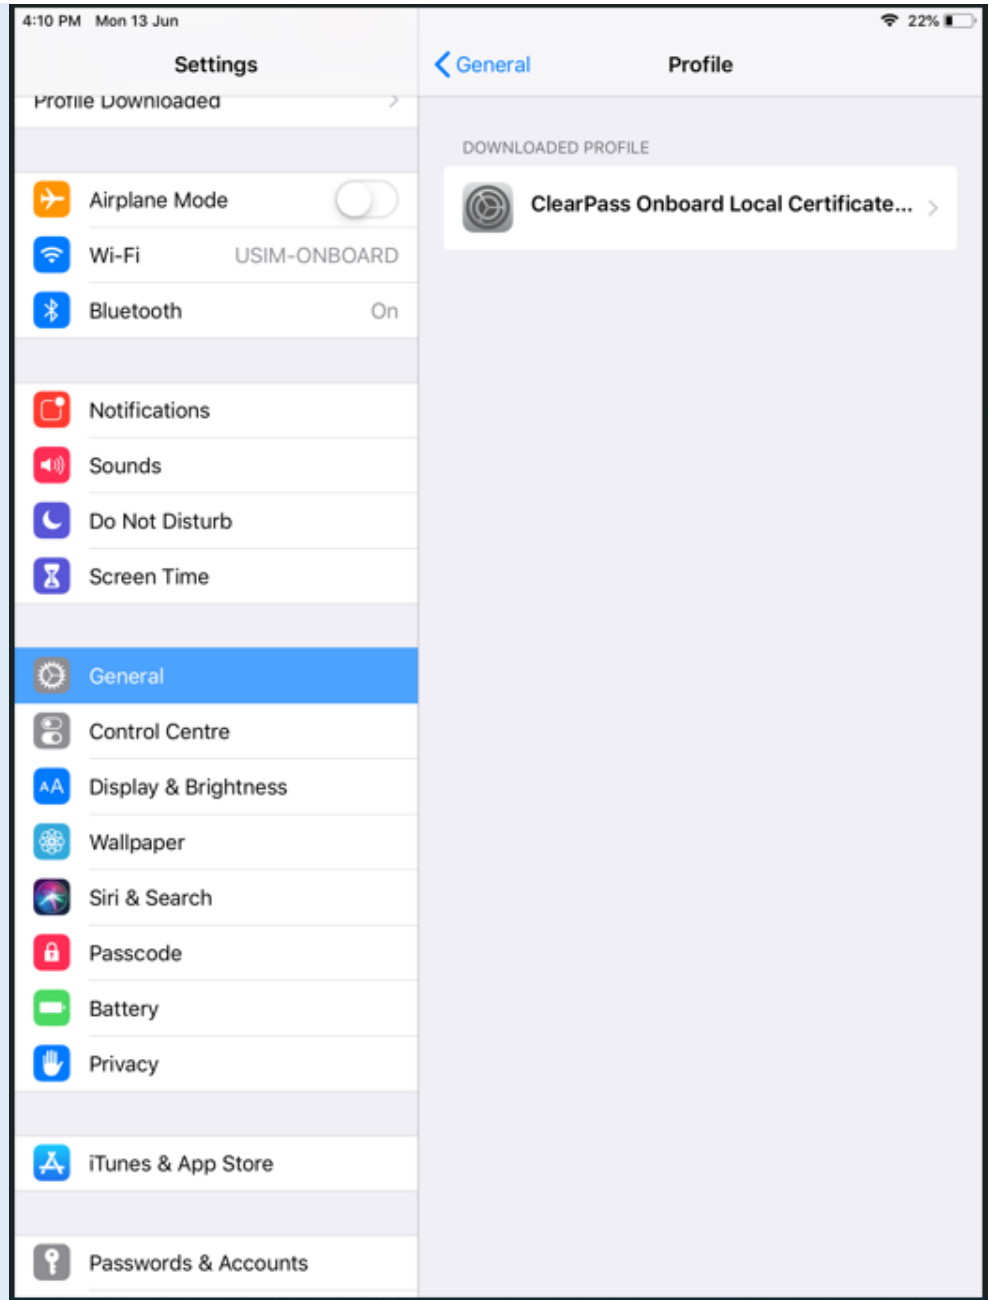 4:10 PM Mon 13 Jun
22%
Settings
General
Profile
Profile Downloaded
DOWNLOADED PROFILE
ClearPass Onboard Local Certificate...
Airplane Mode
Wi-Fi USIM-ONBOARD
Bluetooth On
Notifications
Sounds
Do Not Disturb
Screen Time
General
Control Centre
AA Display & Brightness
Wallpaper
Siri & Search
Passcode
Battery
Privacy
iTunes & App Store
Passwords & Accounts